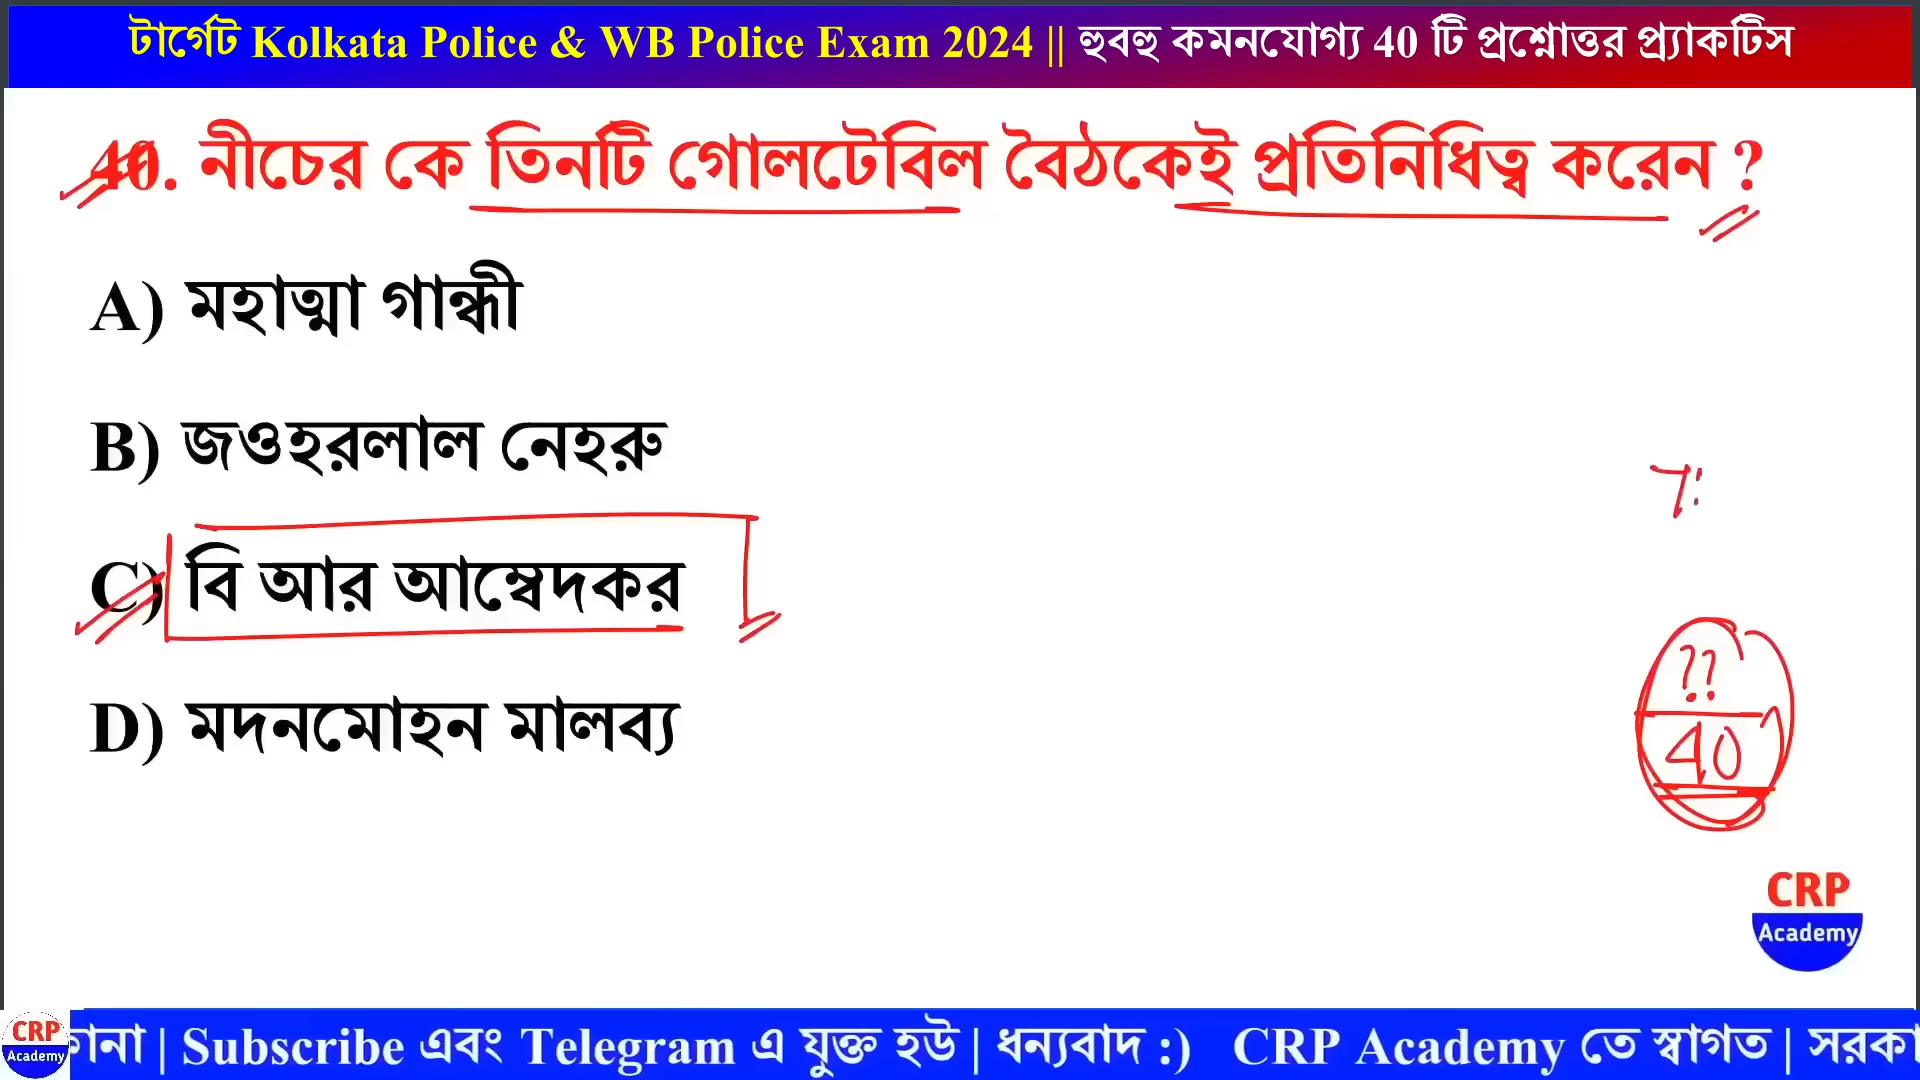 টার্গেট Kolkata Police & WB Police Exam 2024 || হুবহু কমনযোগ্য 40 টি প্রশ্নোত্তর প্র্যাকটিস
40. নীচের কে তিনটি গোলটেবিল বৈঠকেই প্রতিনিধিত্ব করেন ?
A) মহাত্মা গান্ধী
B) জওহরলাল নেহরু
C) বি আর আম্বেদকর
D) মদনমোহন মালব্য
??
40
CRP
Academy
CRP
Academy
Subscribe এবং Telegram এ যুক্ত হউ | ধন্যবাদ :) CRP Academy তে স্বাগত |